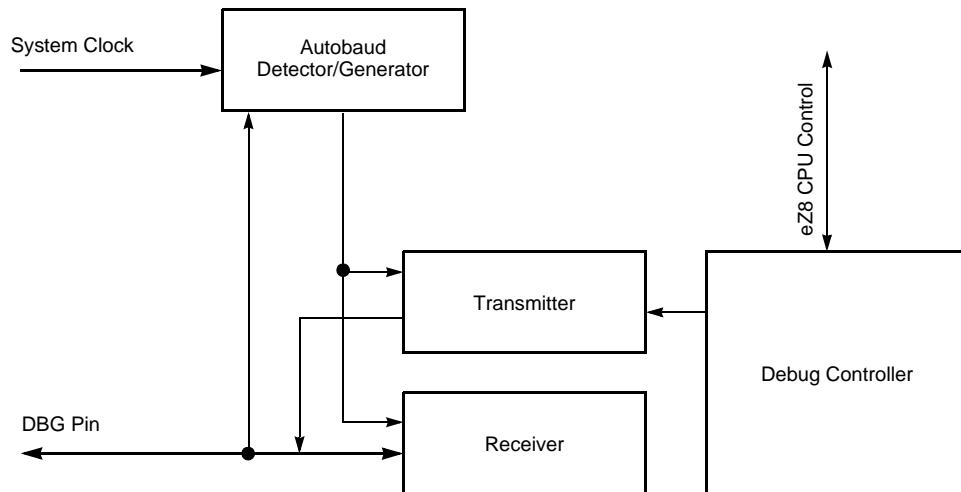 System Clock
Autobaud
Detector/Generator
eZ8 CPU Control
Transmitter
Debug Controller
DBG Pin
Receiver